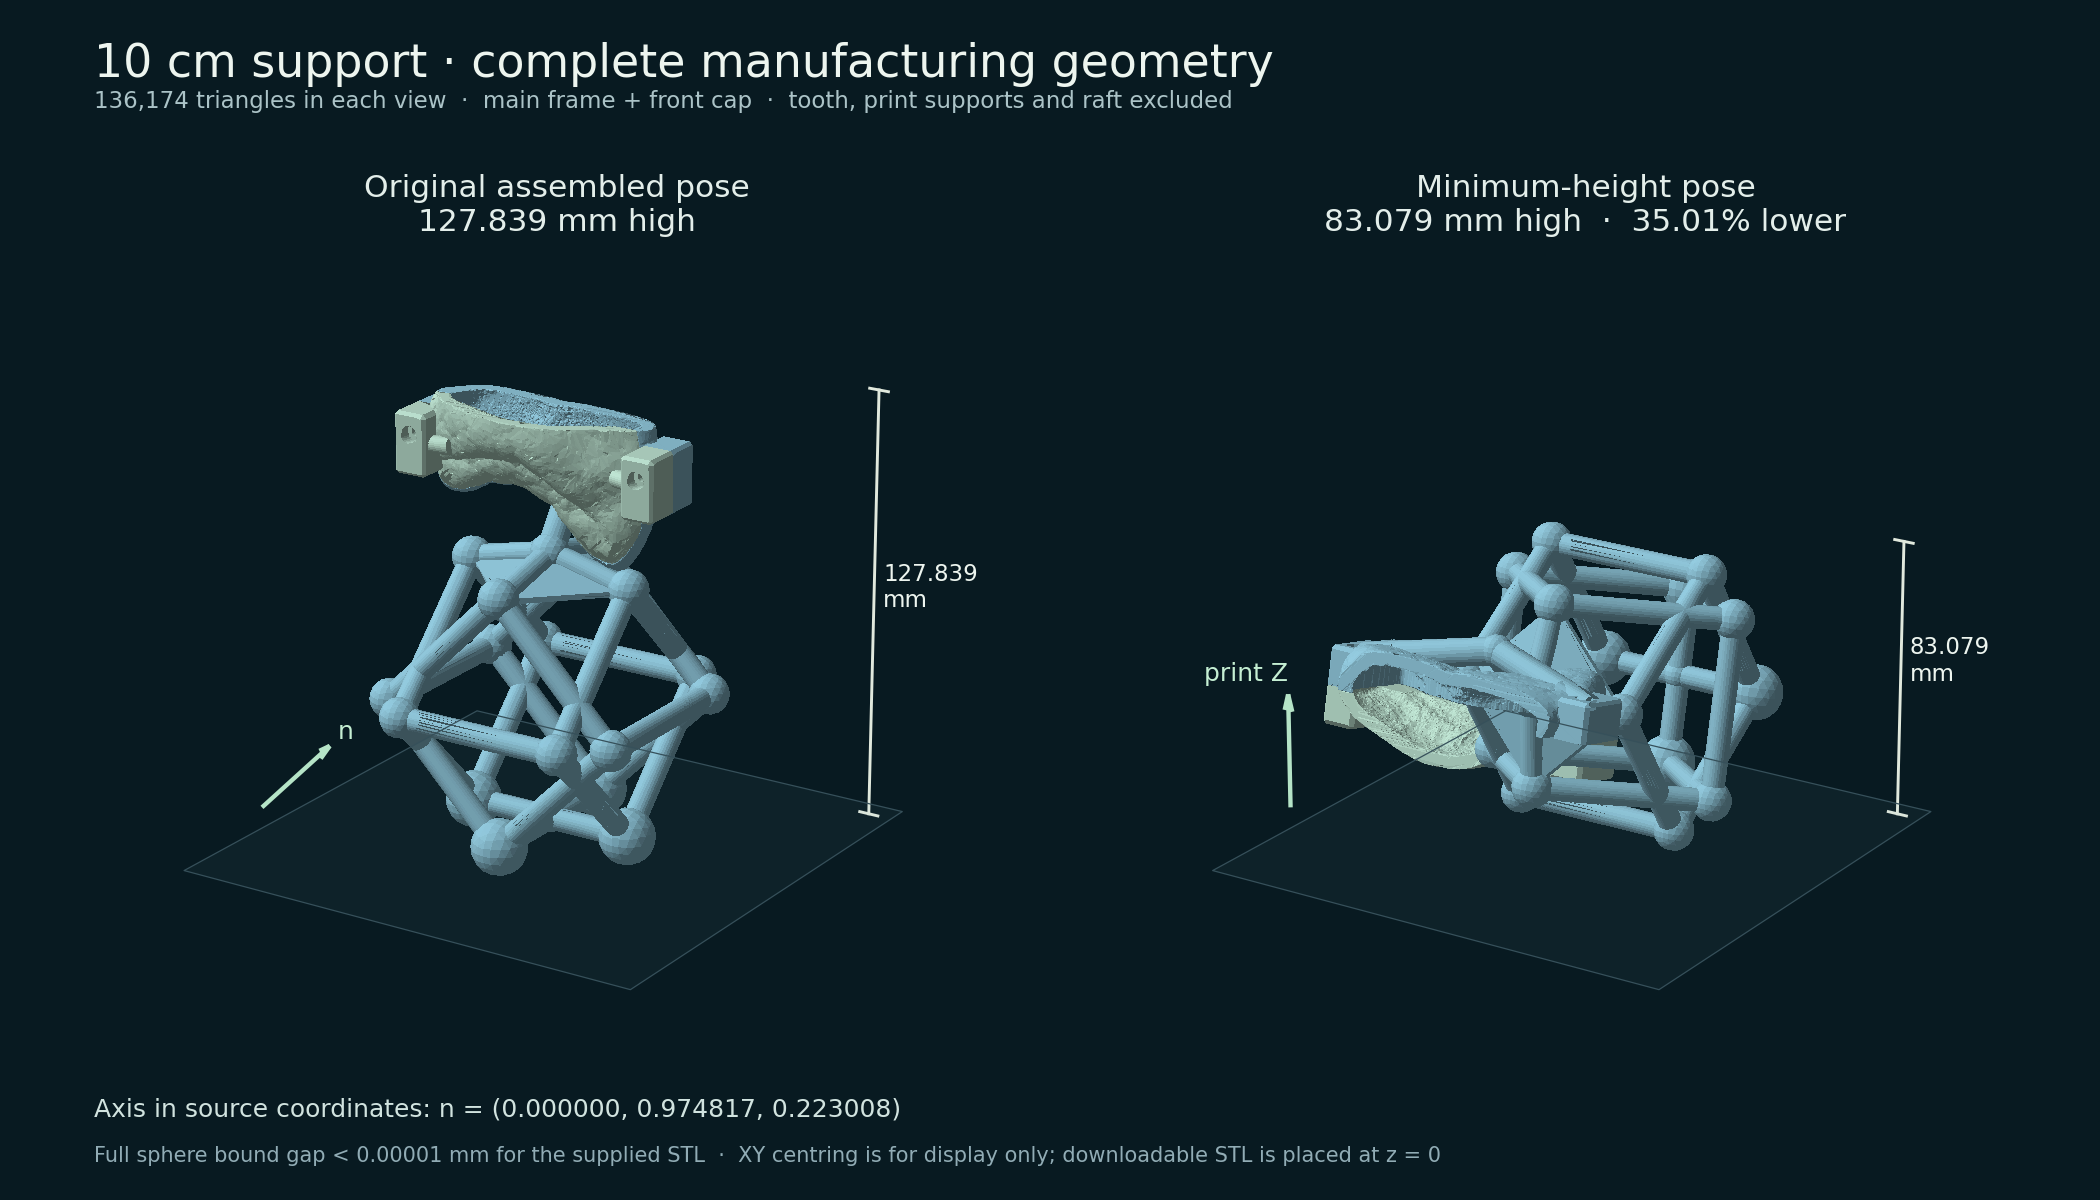 10 cm support · complete manufacturing geometry
136,174 triangles in each view · main frame + front cap · tooth, print supports and raft excluded
Original assembled pose
127.839 mm high
Minimum-height pose
83.079 mm high · 35.01% lower
127.839
mm
n
83.079
mm
print Z
Axis in source coordinates: n = (0.000000, 0.974817, 0.223008)
Full sphere bound gap < 0.00001 mm for the supplied STL · XY centring is for display only; downloadable STL is placed at z = 0